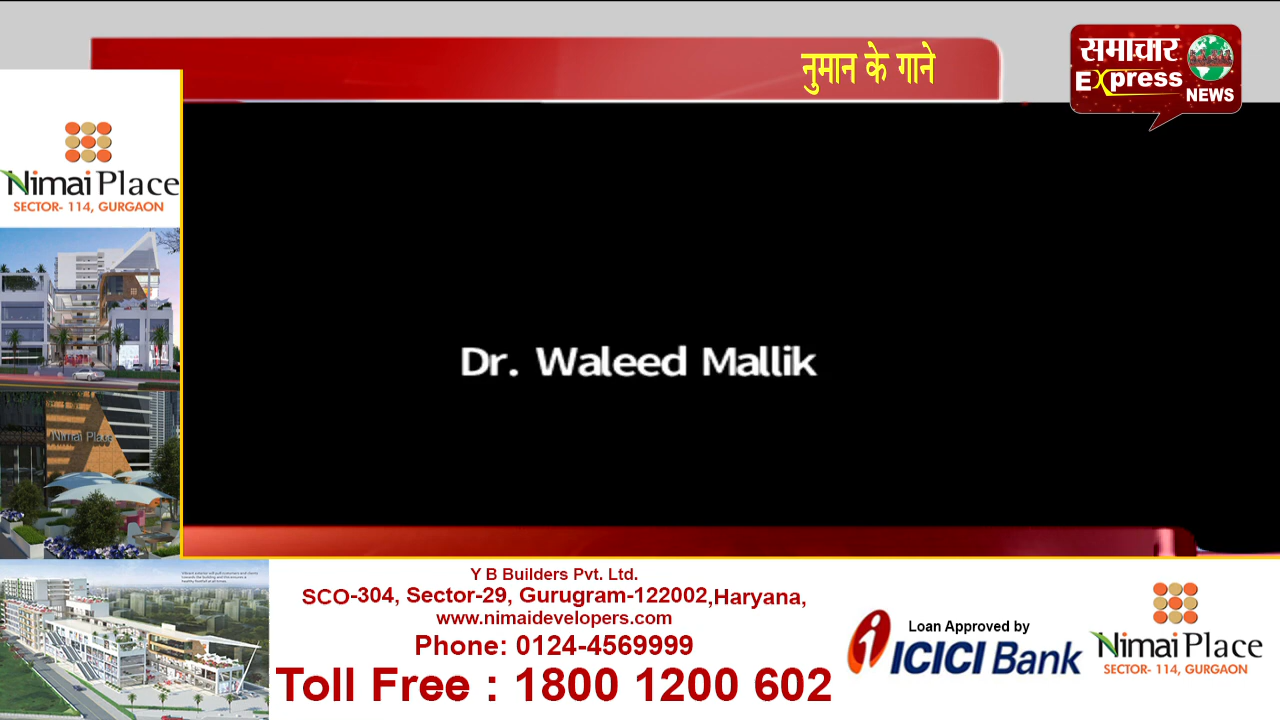 नुमान के गाने
समाचार
Express
NEWS
Nimai Place
SECTOR- 114, GURGAON
Dr. Waleed Mallik
Nimai Place
Y B Builders Pvt. Ltd.
SCO-304, Sector-29, Gurugram-122002,Haryana,
www.nimaidevelopers.com
Phone: 0124-4569999
Toll Free : 1800 1200 602
Loan Approved by
ICICI Bank
Nimai Place
SECTOR- 114, GURGAON